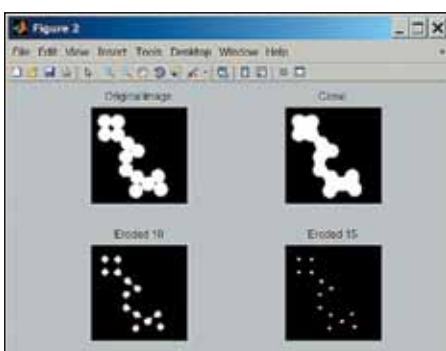 Figure 2
File Edit View Insert Tools Desktop Window Help
Original Image Close
Eroded 10 Eroded 15